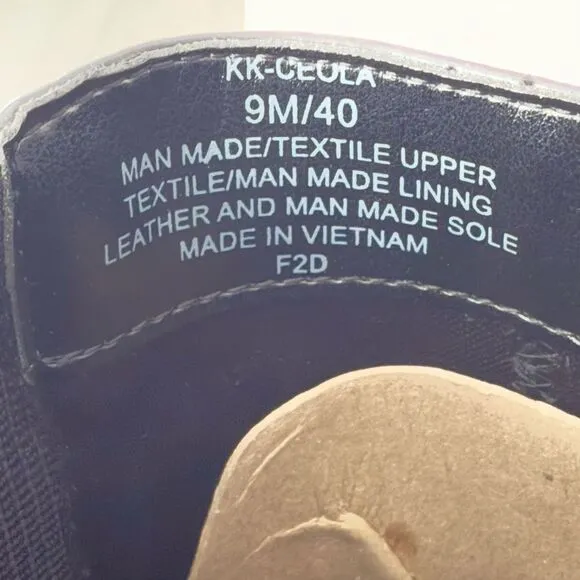 KK-CEOLA
9M/40
MAN MADE/TEXTILE UPPER
TEXTILE/MAN MADE LINING
LEATHER AND MAN MADE SOLE
MADE IN VIETNAM
F2D